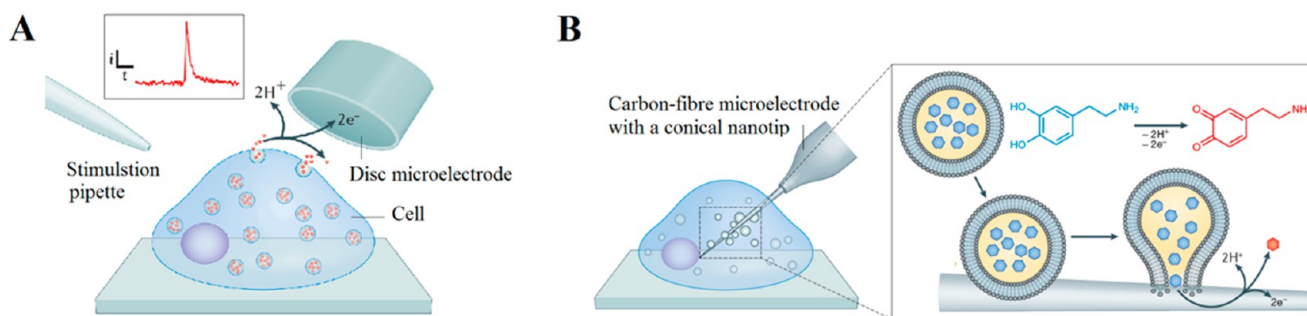 A
i
t
2H⁺
2e⁻
Stimulstion
pipette
Disc microelectrode
Cell
B
Carbon-fibre microelectrode
with a conical nanotip
HO
HO
NH₂
−2H⁺
−2e⁻
O
O
NH
2H⁺
2e⁻